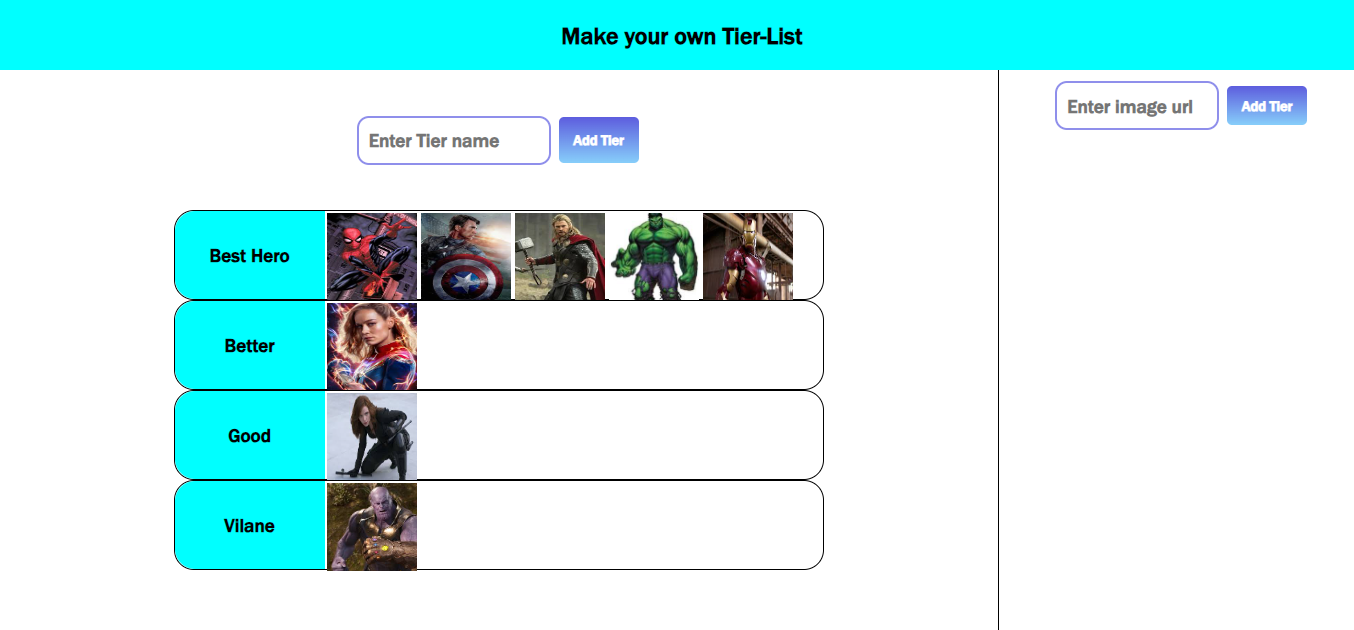 Make your own Tier-List
Enter Tier name
Add Tier
Enter image url
Add Tier
Best Hero
Better
Good
Vilane